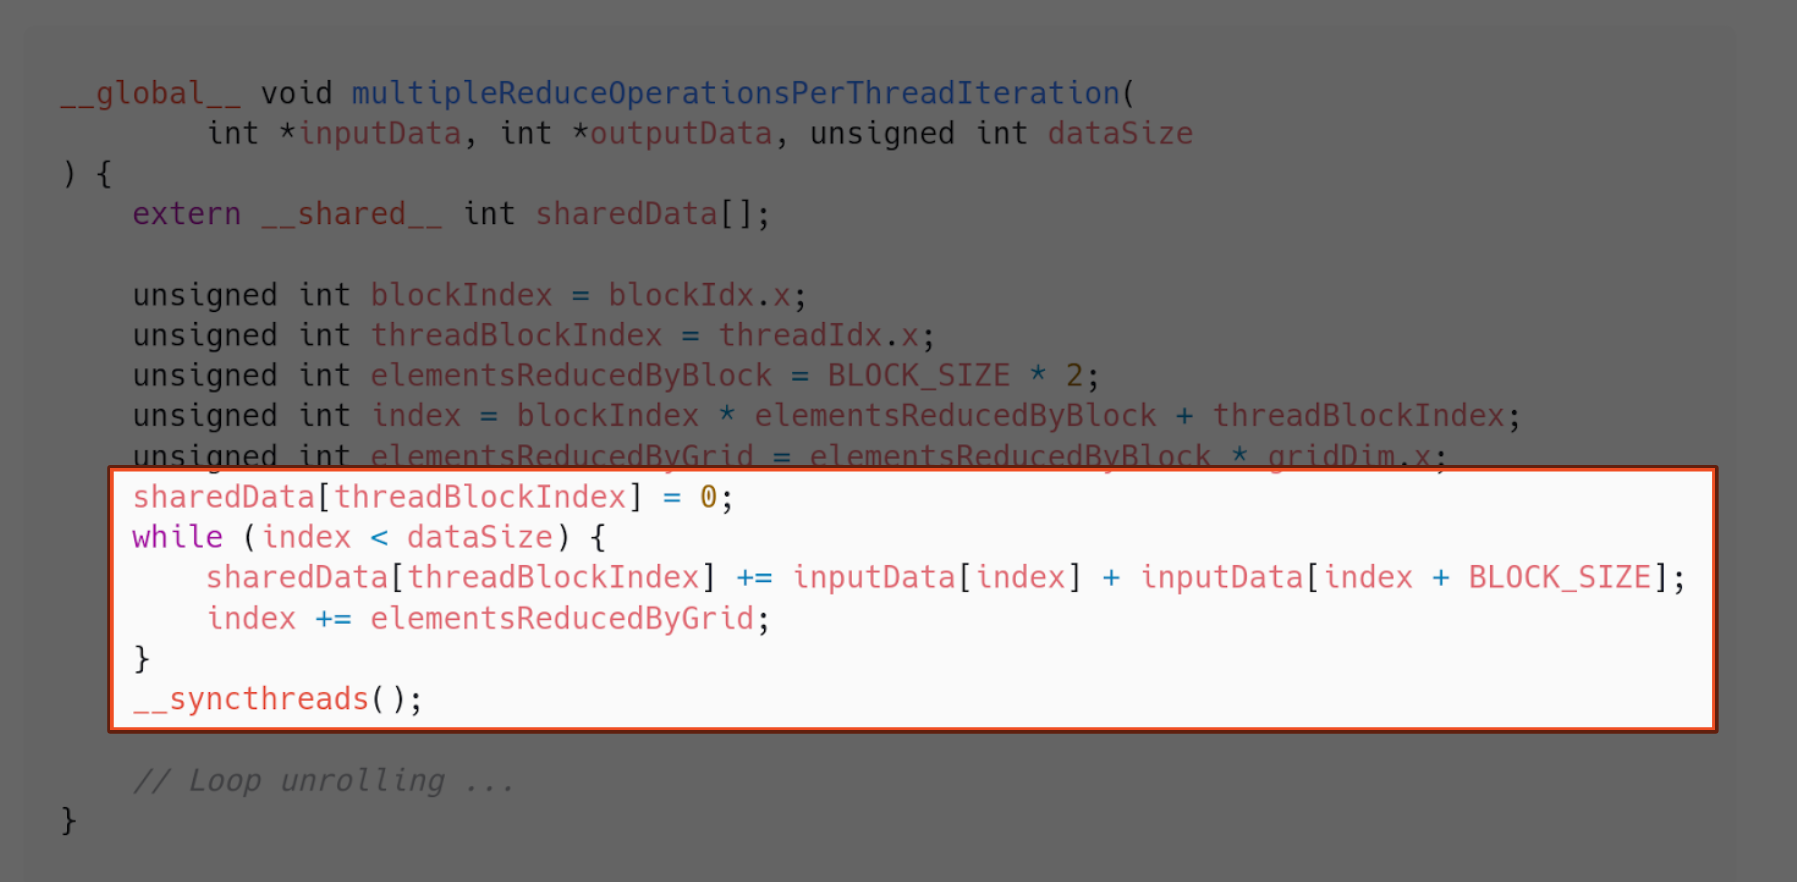 __global__ void multipleReduceOperationsPerThreadIteration(
int *inputData, int *outputData, unsigned int dataSize
) {
extern __shared__ int sharedData[];
unsigned int blockIndex = blockIdx.x;
unsigned int threadBlockIndex = threadIdx.x;
unsigned int elementsReducedByBlock = BLOCK_SIZE * 2;
unsigned int index = blockIndex * elementsReducedByBlock + threadBlockIndex;
unsigned int elementsReducedByGrid = elementsReducedByBlock * gridDim.x;
sharedData[threadBlockIndex] = 0;
while (index < dataSize) {
sharedData[threadBlockIndex] += inputData[index] + inputData[index + BLOCK_SIZE];
index += elementsReducedByGrid;
}
__syncthreads();
// Loop unrolling ...
}